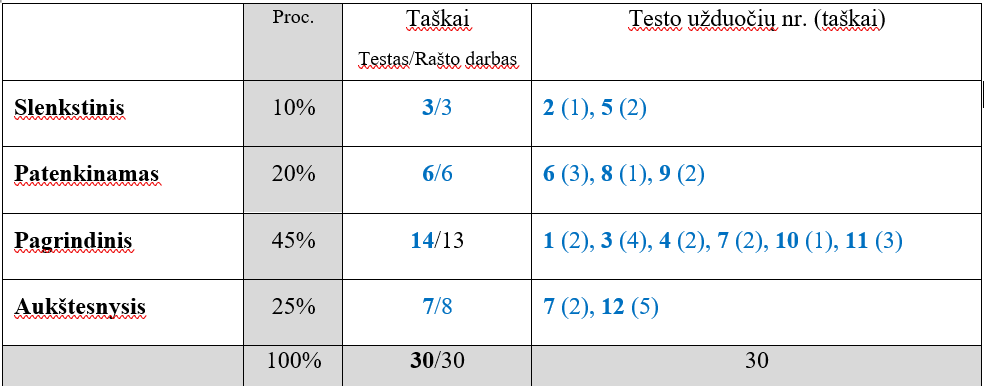 Proc. Taškai Testo užduočių nr. (taškai)
Testas/Rašto darbas
Slenkstinis 10% 3/3 2 (1), 5 (2)
Patenkinamas 20% 6/6 6 (3), 8 (1), 9 (2)
Pagrindinis 45% 14/13 1 (2), 3 (4), 4 (2), 7 (2), 10 (1), 11 (3)
Aukštesnysis 25% 7/8 7 (2), 12 (5)
100% 30/30 30